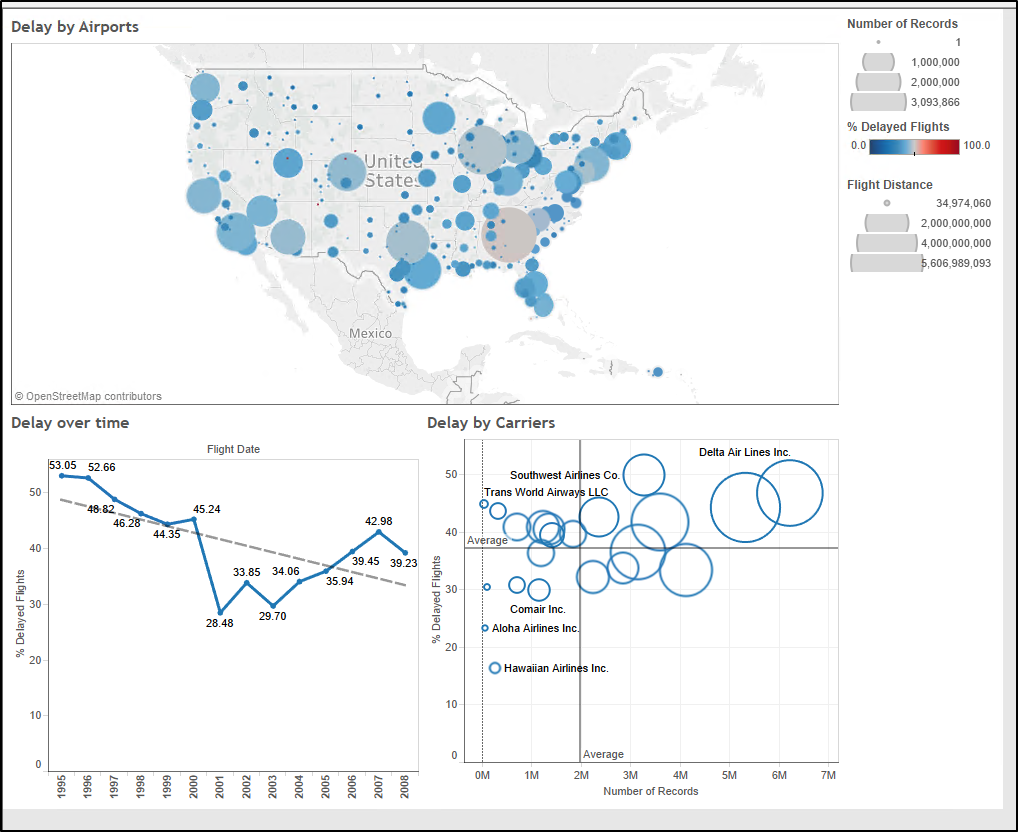 Delay by Airports
United
States
Mexico
© OpenStreetMap contributors
Number of Records
1
1,000,000
2,000,000
3,093,866
% Delayed Flights
0.0
100.0
Flight Distance
34,974,060
2,000,000,000
4,000,000,000
5,606,989,093
Delay over time
Flight Date
% Delayed Flights
50
40
30
20
10
0
53.05
52.66
48.82
46.28
44.35
45.24
28.48
33.85
29.70
34.06
35.94
39.45
42.98
39.23
1995
1996
1997
1998
1999
2000
2001
2002
2003
2004
2005
2006
2007
2008
Delay by Carriers
% Delayed Flights
50
40
30
20
10
0
Delta Air Lines Inc.
Southwest Airlines Co.
Trans World Airways LLC
Average
Comair Inc.
Aloha Airlines Inc.
Hawaiian Airlines Inc.
Average
0M
1M
2M
3M
4M
5M
6M
7M
Number of Records